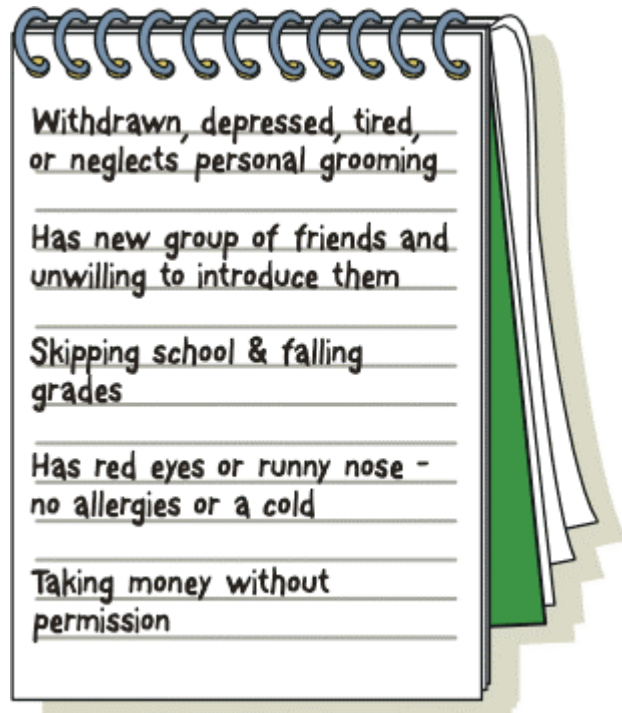 Withdrawn, depressed, tired,
or neglects personal grooming
Has new group of friends and
unwilling to introduce them
Skipping school & falling
grades
Has red eyes or runny nose -
no allergies or a cold
Taking money without
permission